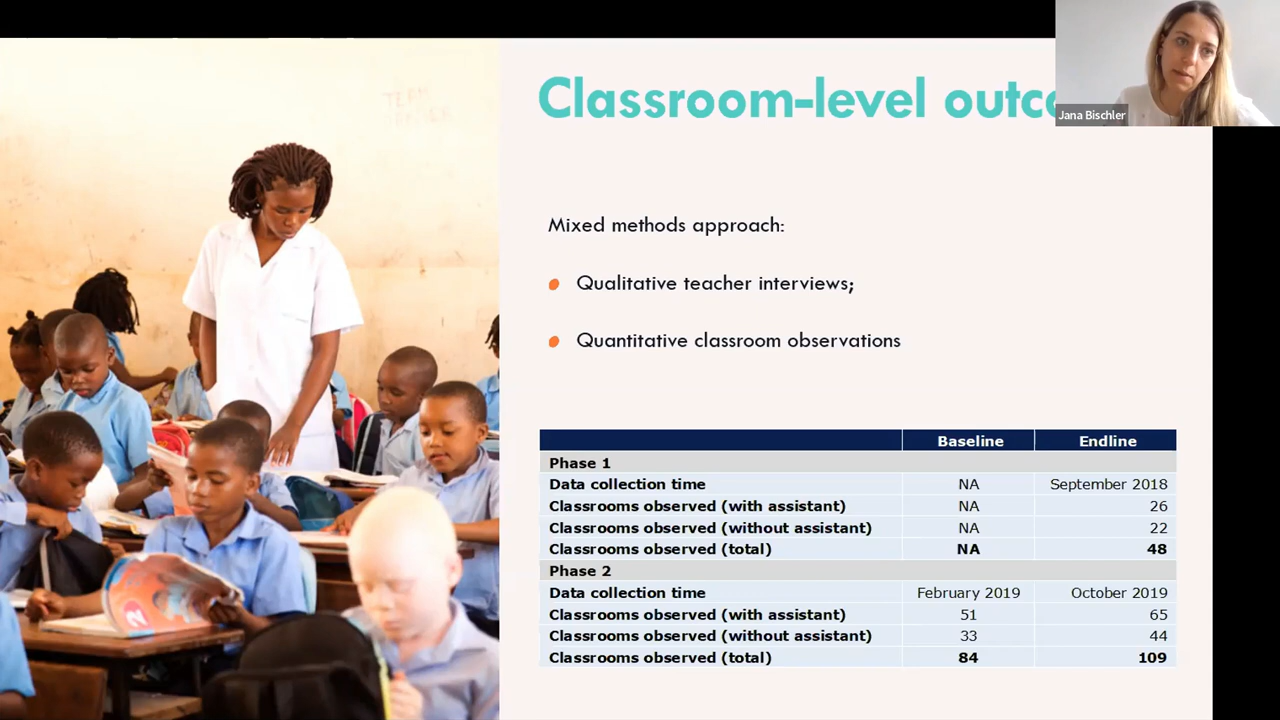 Classroom-level outc
Jana Bischler
Mixed methods approach:
Qualitative teacher interviews;
Quantitative classroom observations
Baseline Endline
Phase 1
Data collection time NA September 2018
Classrooms observed (with assistant) NA 26
Classrooms observed (without assistant) NA 22
Classrooms observed (total) NA 48
Phase 2
Data collection time February 2019 October 2019
Classrooms observed (with assistant) 51 65
Classrooms observed (without assistant) 33 44
Classrooms observed (total) 84 109
2